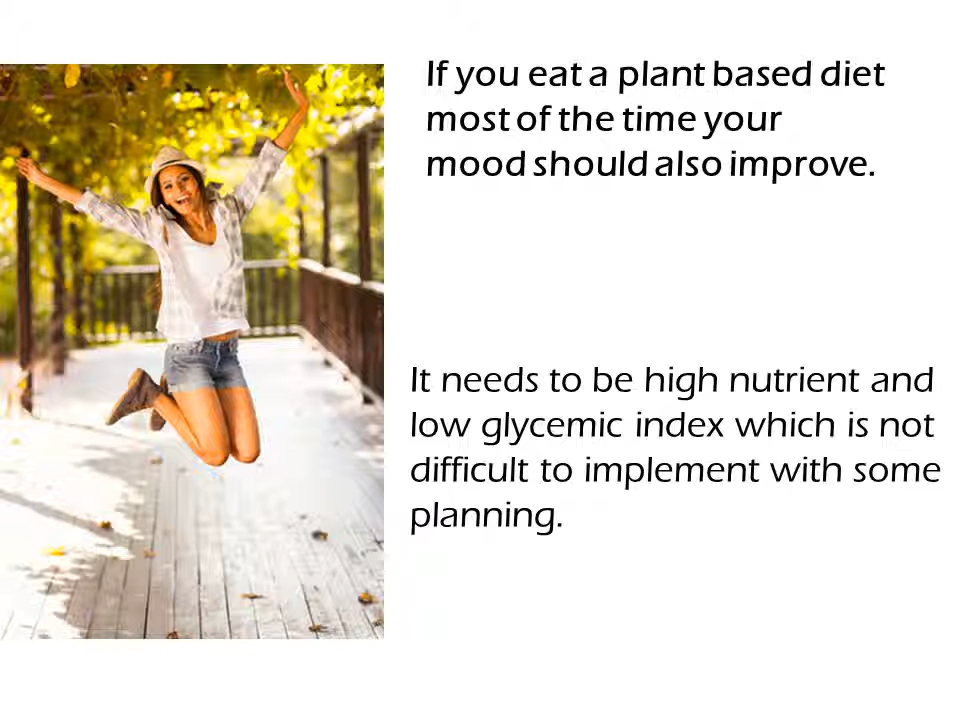 If you eat a plant based diet
most of the time your
mood should also improve.
It needs to be high nutrient and
low glycemic index which is not
difficult to implement with some
planning.